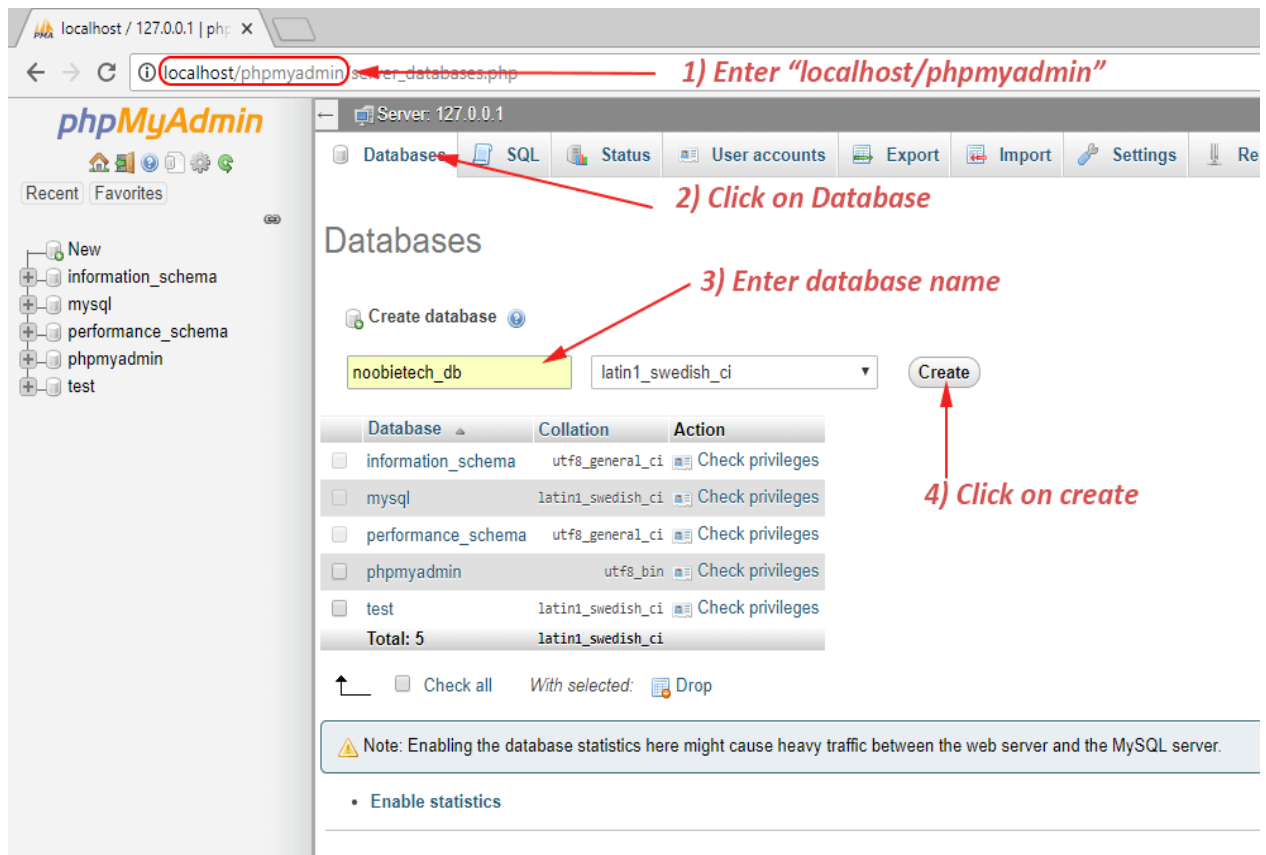 localhost / 127.0.0.1 | php
localhost/phpmyadmin/server_databases.php
1) Enter “localhost/phpmyadmin”
phpMyAdmin
Recent Favorites
New
information_schema
mysql
performance_schema
phpmyadmin
test
Server: 127.0.0.1
Databases SQL Status User accounts Export Import Settings Re
2) Click on Database
Databases
3) Enter database name
Create database
noobietech_db latin1_swedish_ci Create
Database Collation Action
information_schema utf8_general_ci Check privileges
mysql latin1_swedish_ci Check privileges
4) Click on create
performance_schema utf8_general_ci Check privileges
phpmyadmin utf8_bin Check privileges
test latin1_swedish_ci Check privileges
Total: 5 latin1_swedish_ci
Check all With selected: Drop
Note: Enabling the database statistics here might cause heavy traffic between the web server and the MySQL server.
Enable statistics